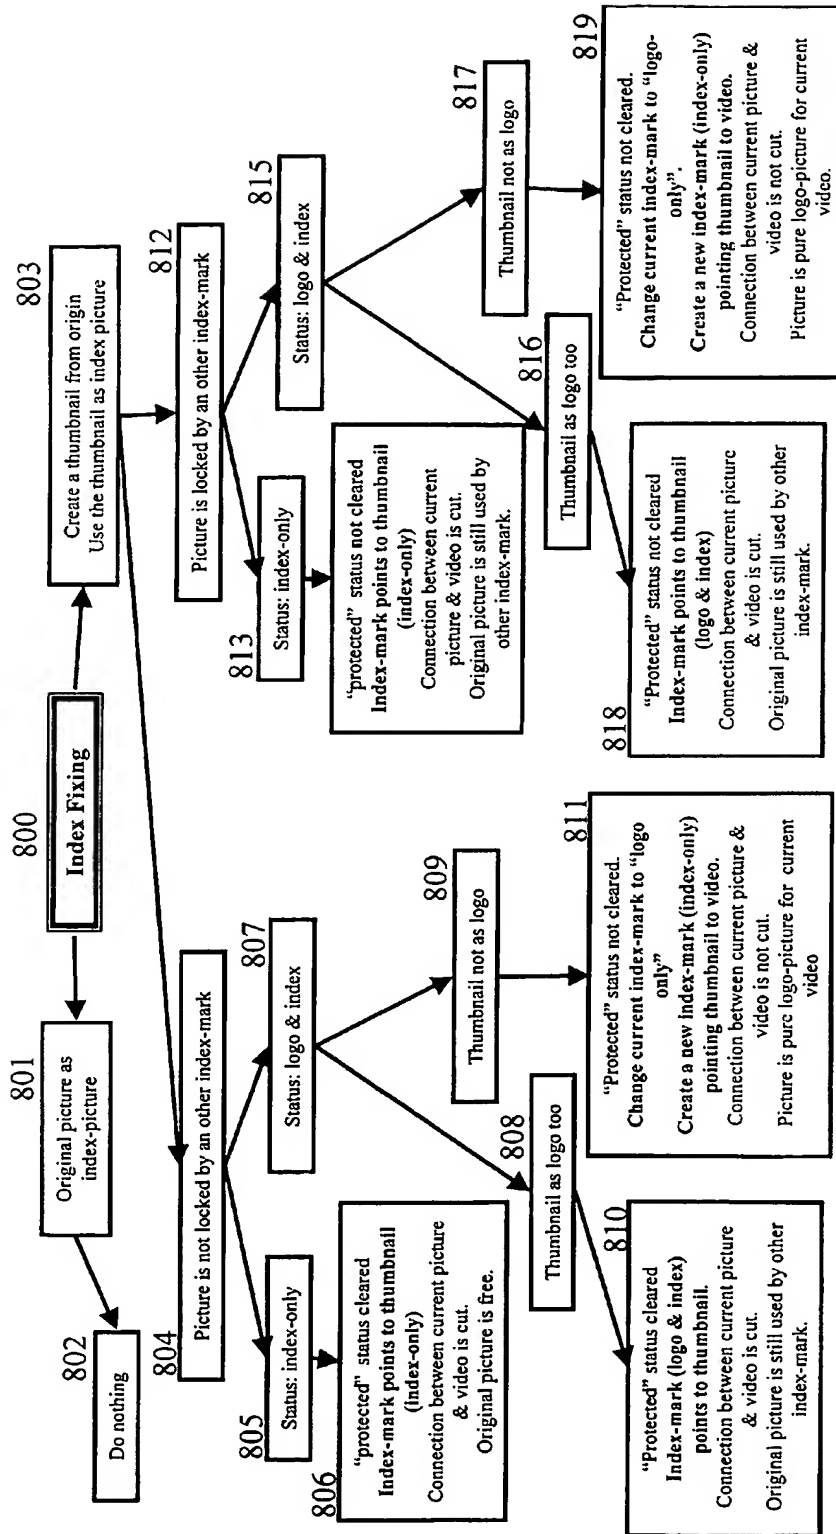 800
Index Fixing
801
Original picture as
index-picture
802
Do nothing
803
Create a thumbnail from origin
Use the thumbnail as index picture
804
Picture is not locked by an other index-mark
805
Status: index-only
806
"protected" status cleared
Index-mark points to thumbnail
(index-only)
Connection between current picture
& video is cut.
Original picture is free.
807
Status: logo & index
808
Thumbnail as logo too
809
Thumbnail not as logo
810
"Protected" status cleared
Index-mark (logo & index)
points to thumbnail.
Connection between current picture
& video is cut.
Original picture is still used by other
index-mark.
811
"Protected" status not cleared.
Change current index-mark to "logo
only"
Create a new index-mark (index-only)
pointing thumbnail to video.
Connection between current picture &
video is not cut.
Picture is pure logo-picture for current
video
812
Picture is locked by an other index-mark
813
Status: index-only
"protected" status not cleared
Index-mark points to thumbnail
(index-only)
Connection between current
picture & video is cut.
Original picture is still used by
other index-mark.
815
Status: logo & index
816
Thumbnail as logo too
817
Thumbnail not as logo
818
"Protected" status not cleared
Index-mark points to thumbnail
(logo & index)
Connection between current picture
& video is cut.
Original picture is still used by other
index-mark.
819
"Protected" status not cleared.
Change current index-mark to "logo-
only".
Create a new index-mark (index-only)
pointing thumbnail to video.
Connection between current picture &
video is not cut.
Picture is pure logo-picture for current
video.